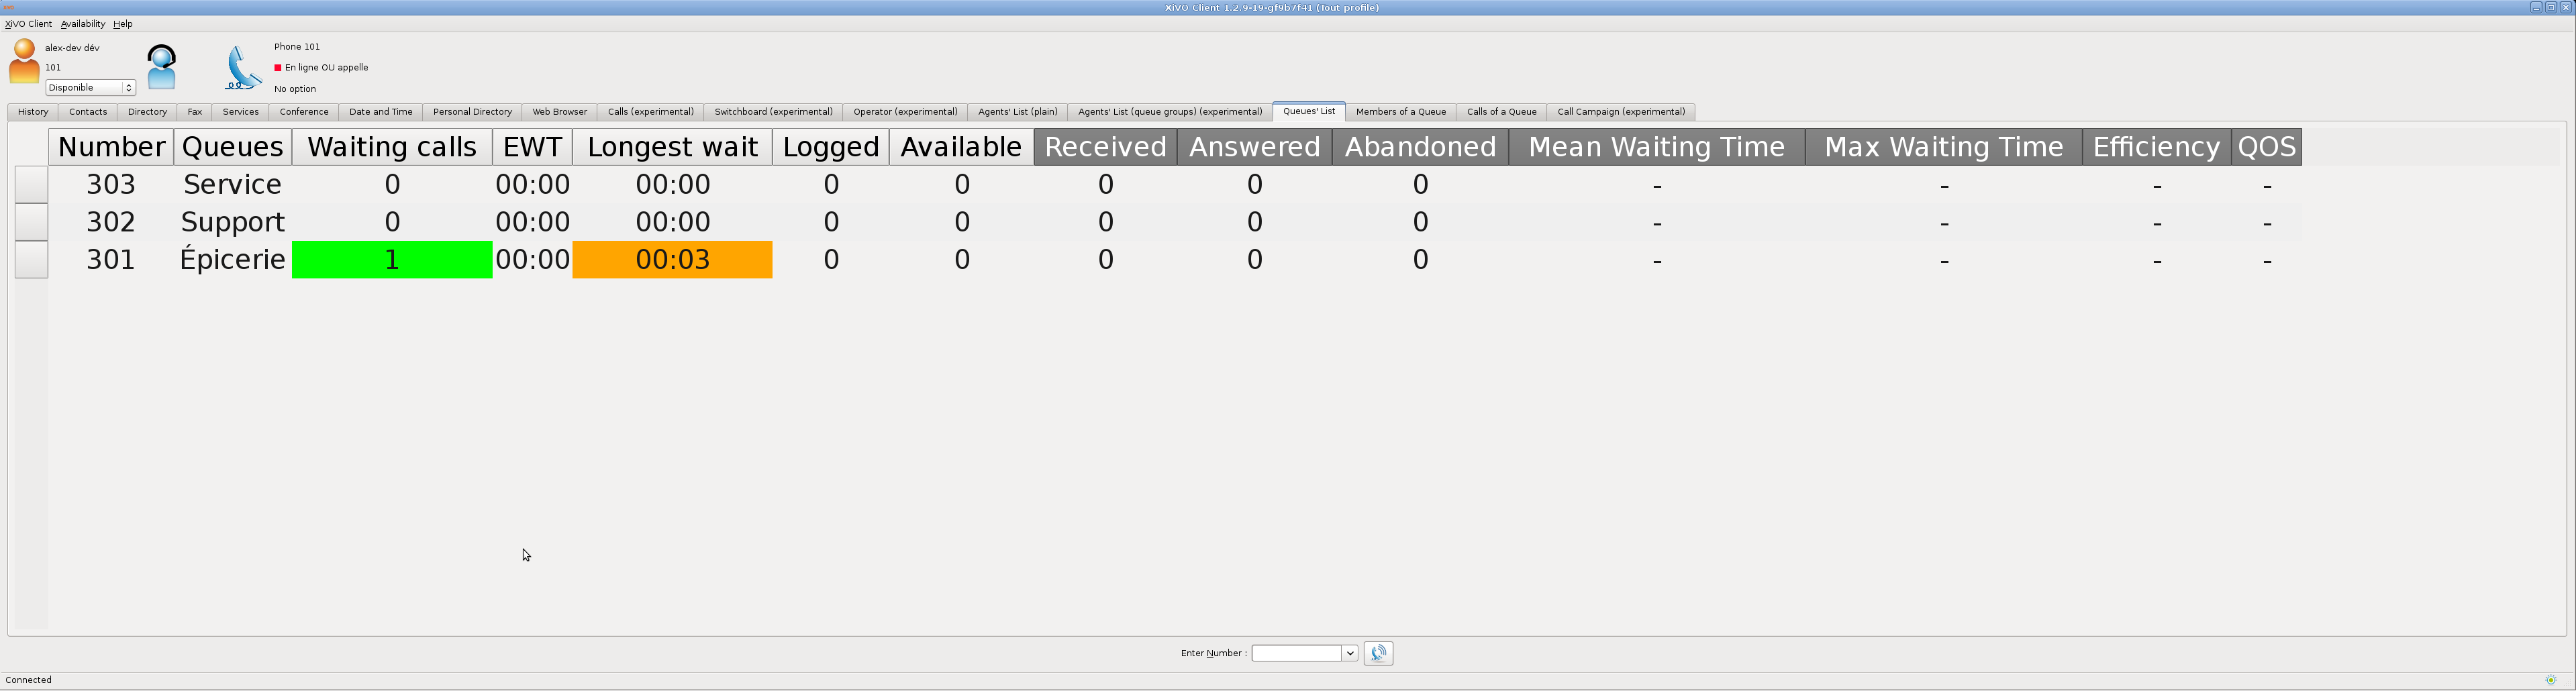 XiVO Client 1.2.9-19-gf9b7f41 (Tout profile)
XiVO Client Availability Help
alex-dev dév
101
Disponible
Phone 101
En ligne OU appelle
No option
History Contacts Directory Fax Services Conference Date and Time Personal Directory Web Browser Calls (experimental) Switchboard (experimental) Operator (experimental) Agents' List (plain) Agents' List (queue groups) (experimental) Queues' List Members of a Queue Calls of a Queue Call Campaign (experimental)
Number Queues Waiting calls EWT Longest wait Logged Available Received Answered Abandoned Mean Waiting Time Max Waiting Time Efficiency QOS
303 Service 0 00:00 00:00 0 0 0 0 0 - - - -
302 Support 0 00:00 00:00 0 0 0 0 0 - - - -
301 Épicerie 1 00:00 00:03 0 0 0 0 0 - - - -
Enter Number :
Connected